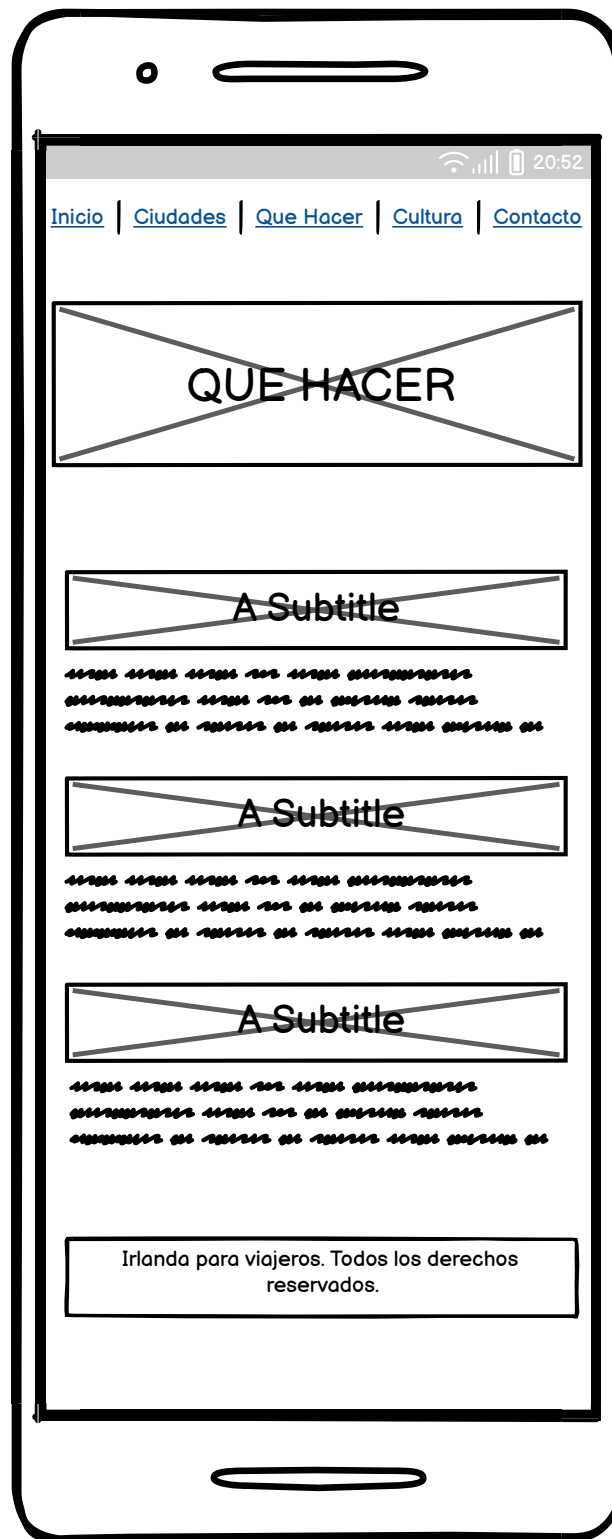 20:52
Inicio | Ciudades | Que Hacer | Cultura | Contacto
QUE HACER
A Subtitle
A Subtitle
A Subtitle
Irlanda para viajeros. Todos los derechos
reservados.